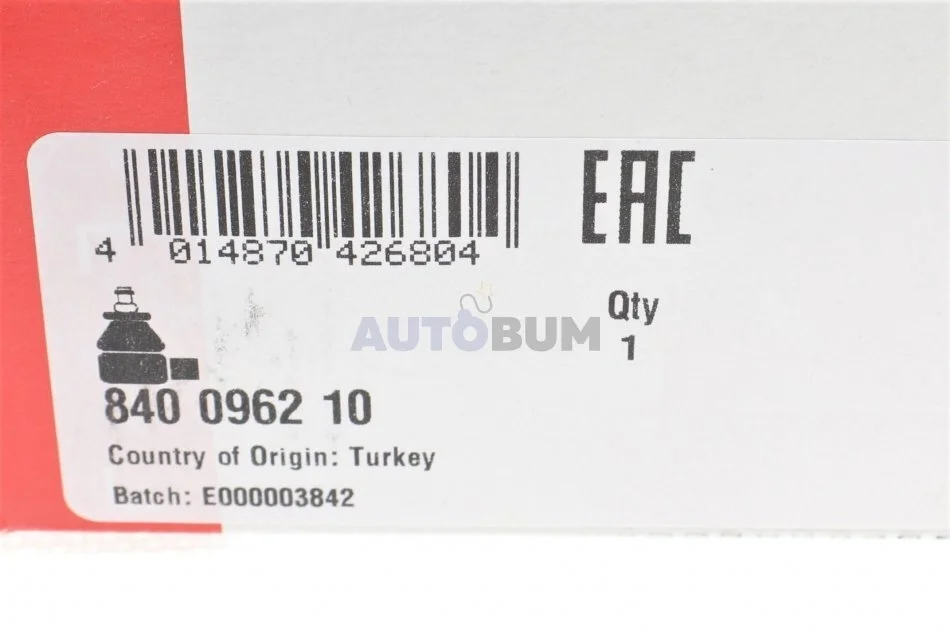 EAC
4 014870 426804
AUTOBUM
Qty
1
840 0962 10
Country of Origin: Turkey
Batch: E000003842